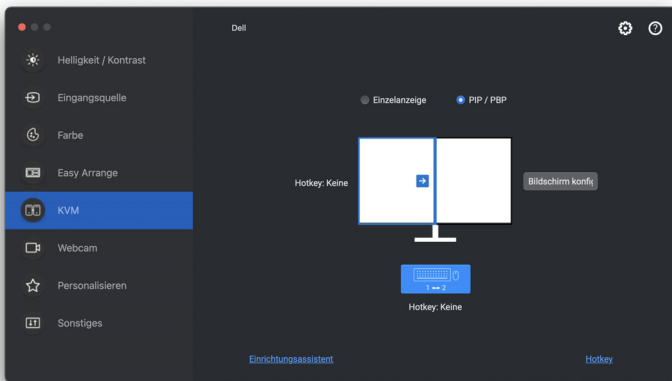 Dell
Helligkeit / Kontrast
Eingangsquelle
Farbe
Easy Arrange
KVM
Webcam
Personalisieren
Sonstiges
Einzelanzeige
PIP / PBP
Hotkey: Keine
Bildschirm konfig
1 2
Hotkey: Keine
Einrichtungsassistent
Hotkey